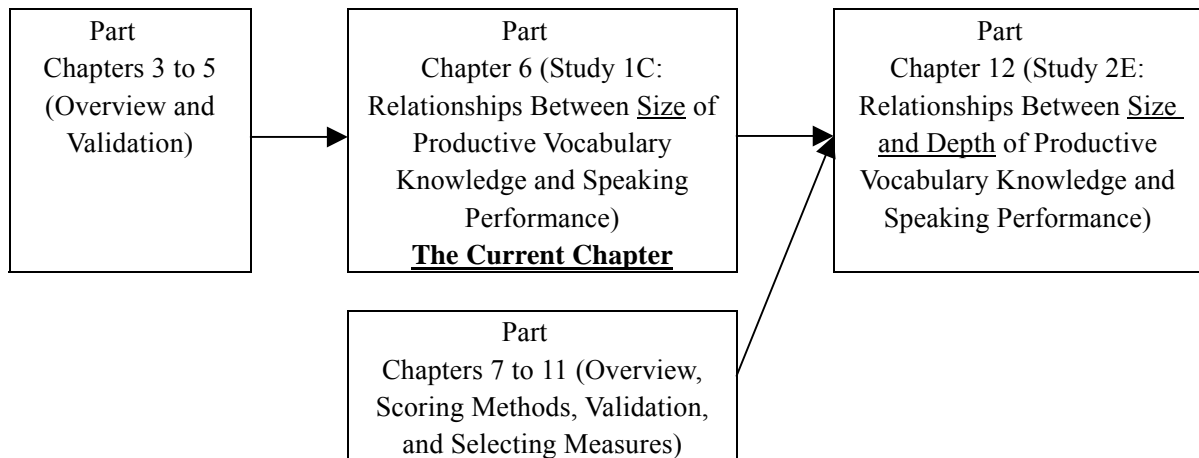 Part
Chapters 3 to 5
(Overview and
Validation)
Part
Chapter 6 (Study 1C:
Relationships Between Size of
Productive Vocabulary
Knowledge and Speaking
Performance)
The Current Chapter
Part
Chapter 12 (Study 2E:
Relationships Between Size
and Depth of Productive
Vocabulary Knowledge and
Speaking Performance)
Part
Chapters 7 to 11 (Overview,
Scoring Methods, Validation,
and Selecting Measures)